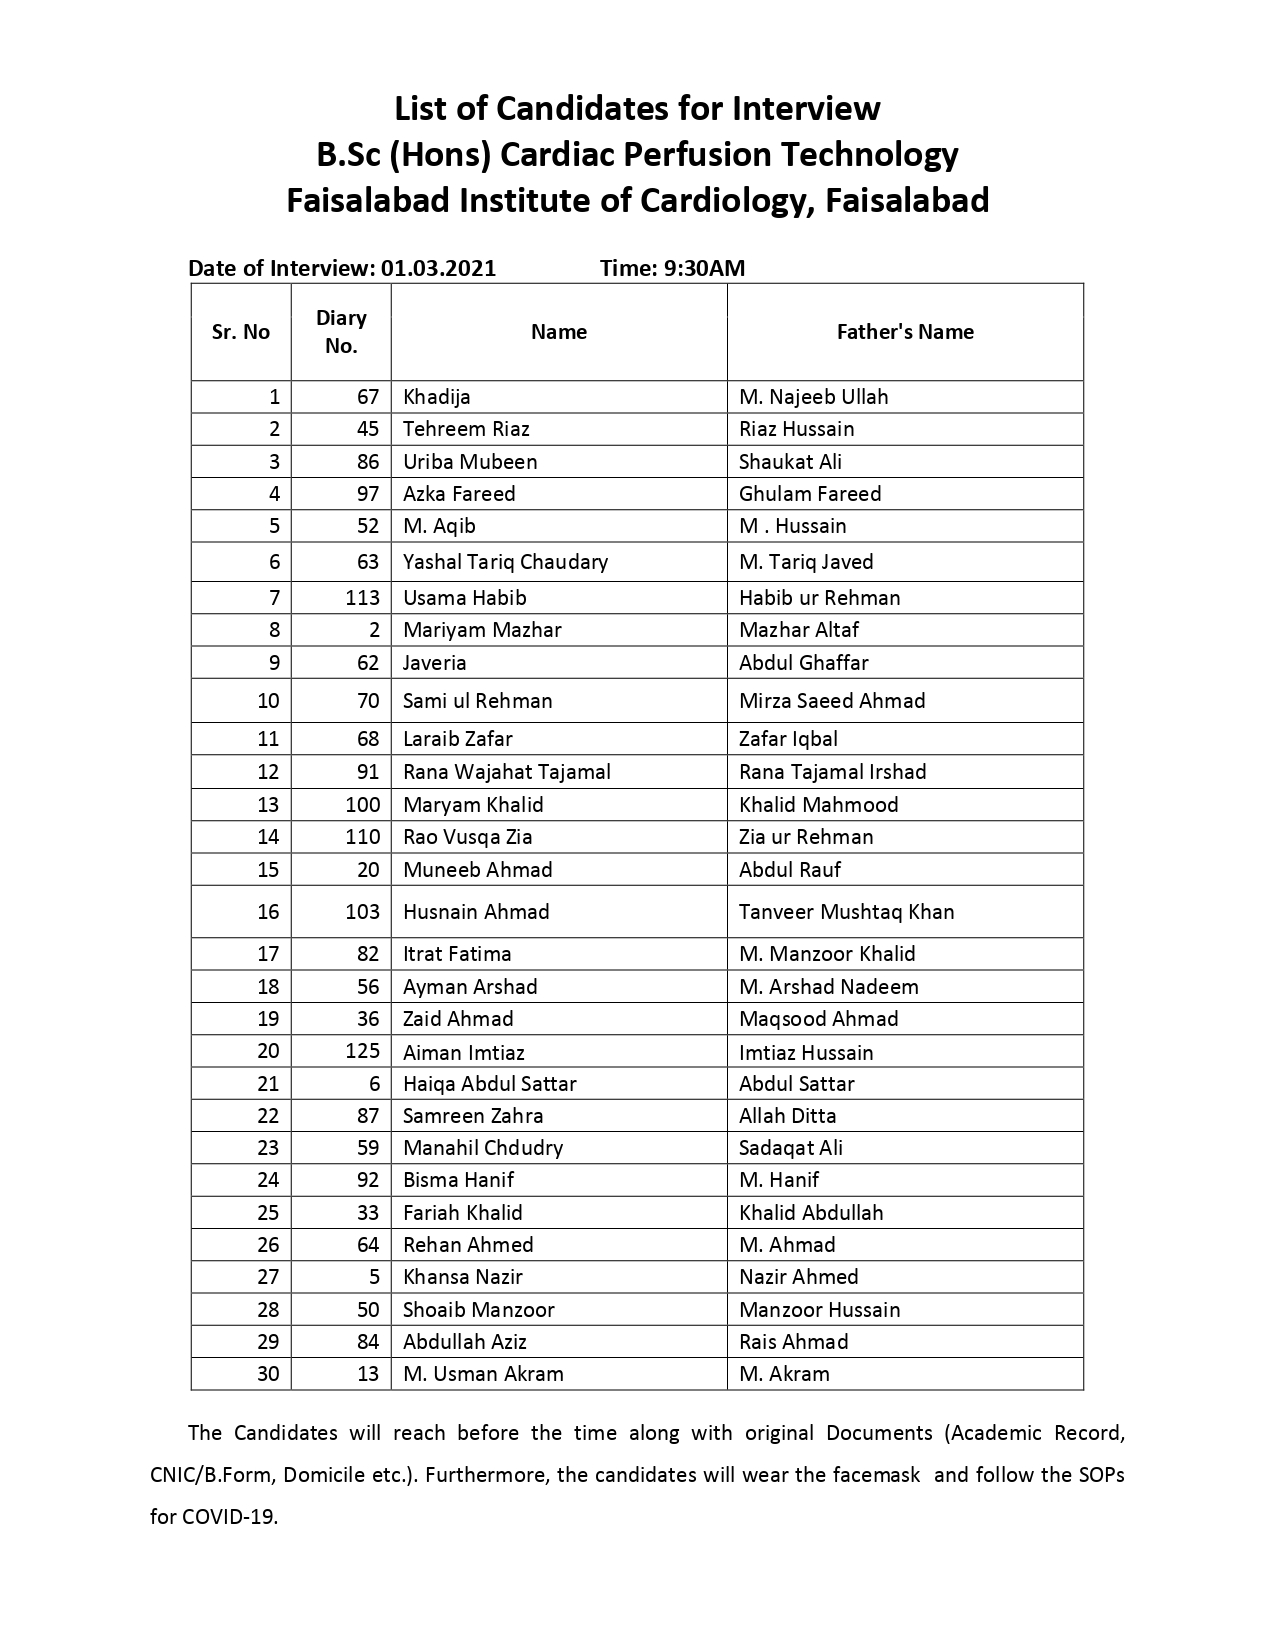 List of Candidates for Interview
B.Sc (Hons) Cardiac Perfusion Technology
Faisalabad Institute of Cardiology, Faisalabad
Date of Interview: 01.03.2021 Time: 9:30AM
Sr. No Diary No. Name Father's Name
1 67 Khadija M. Najeeb Ullah
2 45 Tehreem Riaz Riaz Hussain
3 86 Uriba Mubeen Shaukat Ali
4 97 Azka Fareed Ghulam Fareed
5 52 M. Aqib M . Hussain
6 63 Yashal Tariq Chaudary M. Tariq Javed
7 113 Usama Habib Habib ur Rehman
8 2 Mariyam Mazhar Mazhar Altaf
9 62 Javeria Abdul Ghaffar
10 70 Sami ul Rehman Mirza Saeed Ahmad
11 68 Laraib Zafar Zafar Iqbal
12 91 Rana Wajahat Tajamal Rana Tajamal Irshad
13 100 Maryam Khalid Khalid Mahmood
14 110 Rao Vusqa Zia Zia ur Rehman
15 20 Muneeb Ahmad Abdul Rauf
16 103 Husnain Ahmad Tanveer Mushtaq Khan
17 82 Itrat Fatima M. Manzoor Khalid
18 56 Ayman Arshad M. Arshad Nadeem
19 36 Zaid Ahmad Maqsood Ahmad
20 125 Aiman Imtiaz Imtiaz Hussain
21 6 Haiqa Abdul Sattar Abdul Sattar
22 87 Samreen Zahra Allah Ditta
23 59 Manahil Chdudry Sadaqat Ali
24 92 Bisma Hanif M. Hanif
25 33 Fariah Khalid Khalid Abdullah
26 64 Rehan Ahmed M. Ahmad
27 5 Khansa Nazir Nazir Ahmed
28 50 Shoaib Manzoor Manzoor Hussain
29 84 Abdullah Aziz Rais Ahmad
30 13 M. Usman Akram M. Akram
The Candidates will reach before the time along with original Documents (Academic Record,
CNIC/B.Form, Domicile etc.). Furthermore, the candidates will wear the facemask and follow the SOPs
for COVID-19.